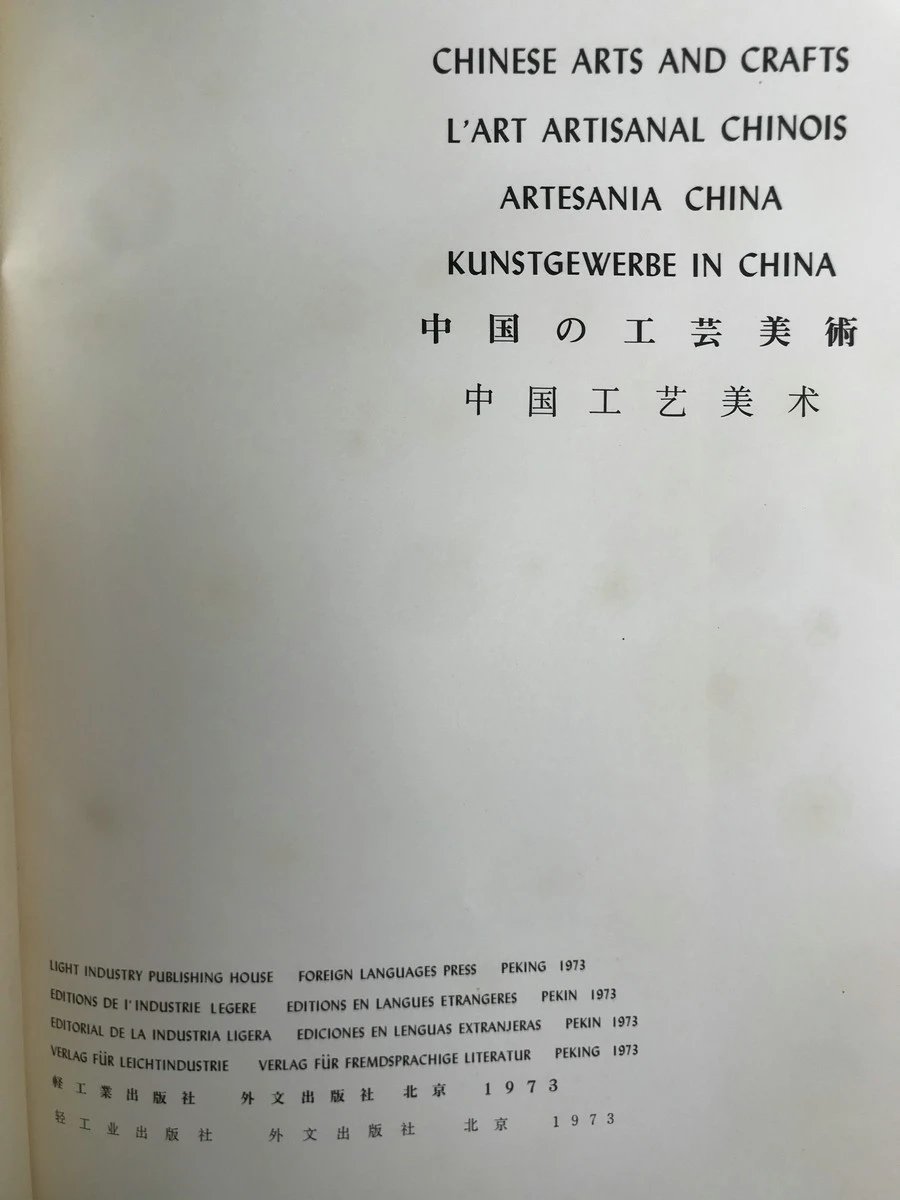 CHINESE ARTS AND CRAFTS
L'ART ARTISANAL CHINOIS
ARTESANIA CHINA
KUNSTGEWERBE IN CHINA
中国の工芸美術
中国工艺美术
LIGHT INDUSTRY PUBLISHING HOUSE FOREIGN LANGUAGES PRESS PEKING 1973
EDITIONS DE l'INDUSTRIE LEGERE EDITIONS EN LANGUES ETRANGERES PEKIN 1973
EDITORIAL DE LA INDUSTRIA LIGERA EDICIONES EN LENGUAS EXTRANJERAS PEKIN 1973
VERLAG FÜR LEICHTINDUSTRIE VERLAG FÜR FREMDSPRACHIGE LITERATUR PEKING 1973
軽工業出版社 外文出版社 北京 1973
轻工业出版社 外文出版社 北京 1973